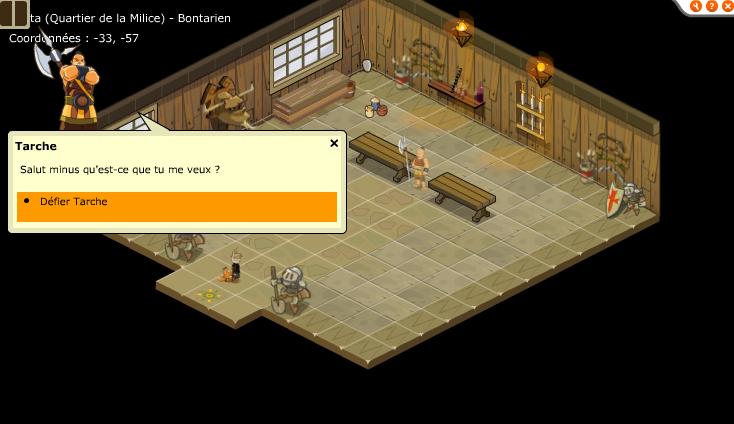 ta (Quartier de la Milice) - Bontarien
Coordonnées : -33, -57
Tarche
Salut minus qu'est-ce que tu me veux ?
Défier Tarche